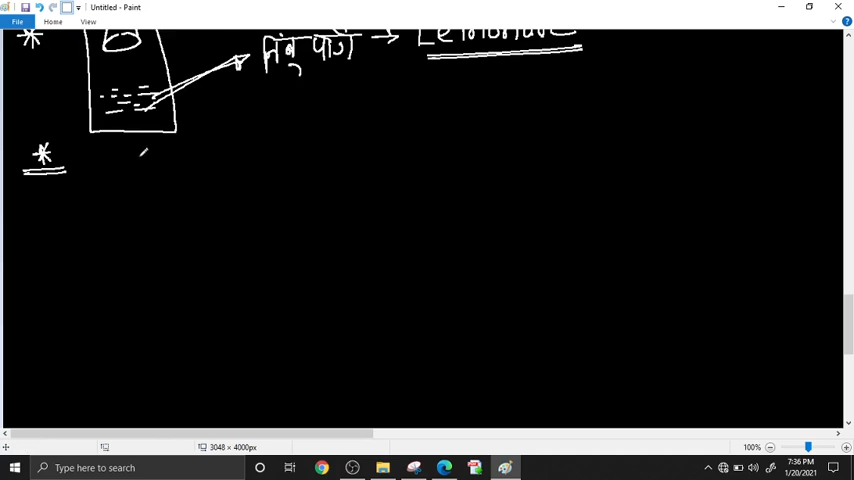 Untitled - Paint
File Home View
* निंबू पानी → Lemonade
*
3048 × 4000px
100%
Type here to search
7:36 PM
1/20/2021